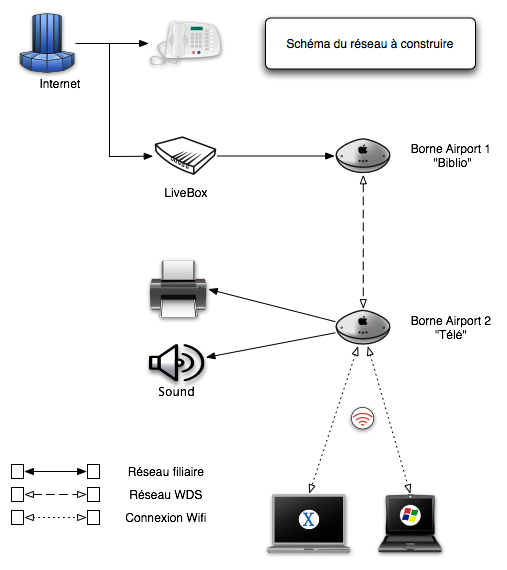 Schéma du réseau à construire
Internet
Borne Airport 1
"Biblio"
LiveBox
Borne Airport 2
"Télé"
Sound
Réseau filiaire
Réseau WDS
Connexion Wifi
X